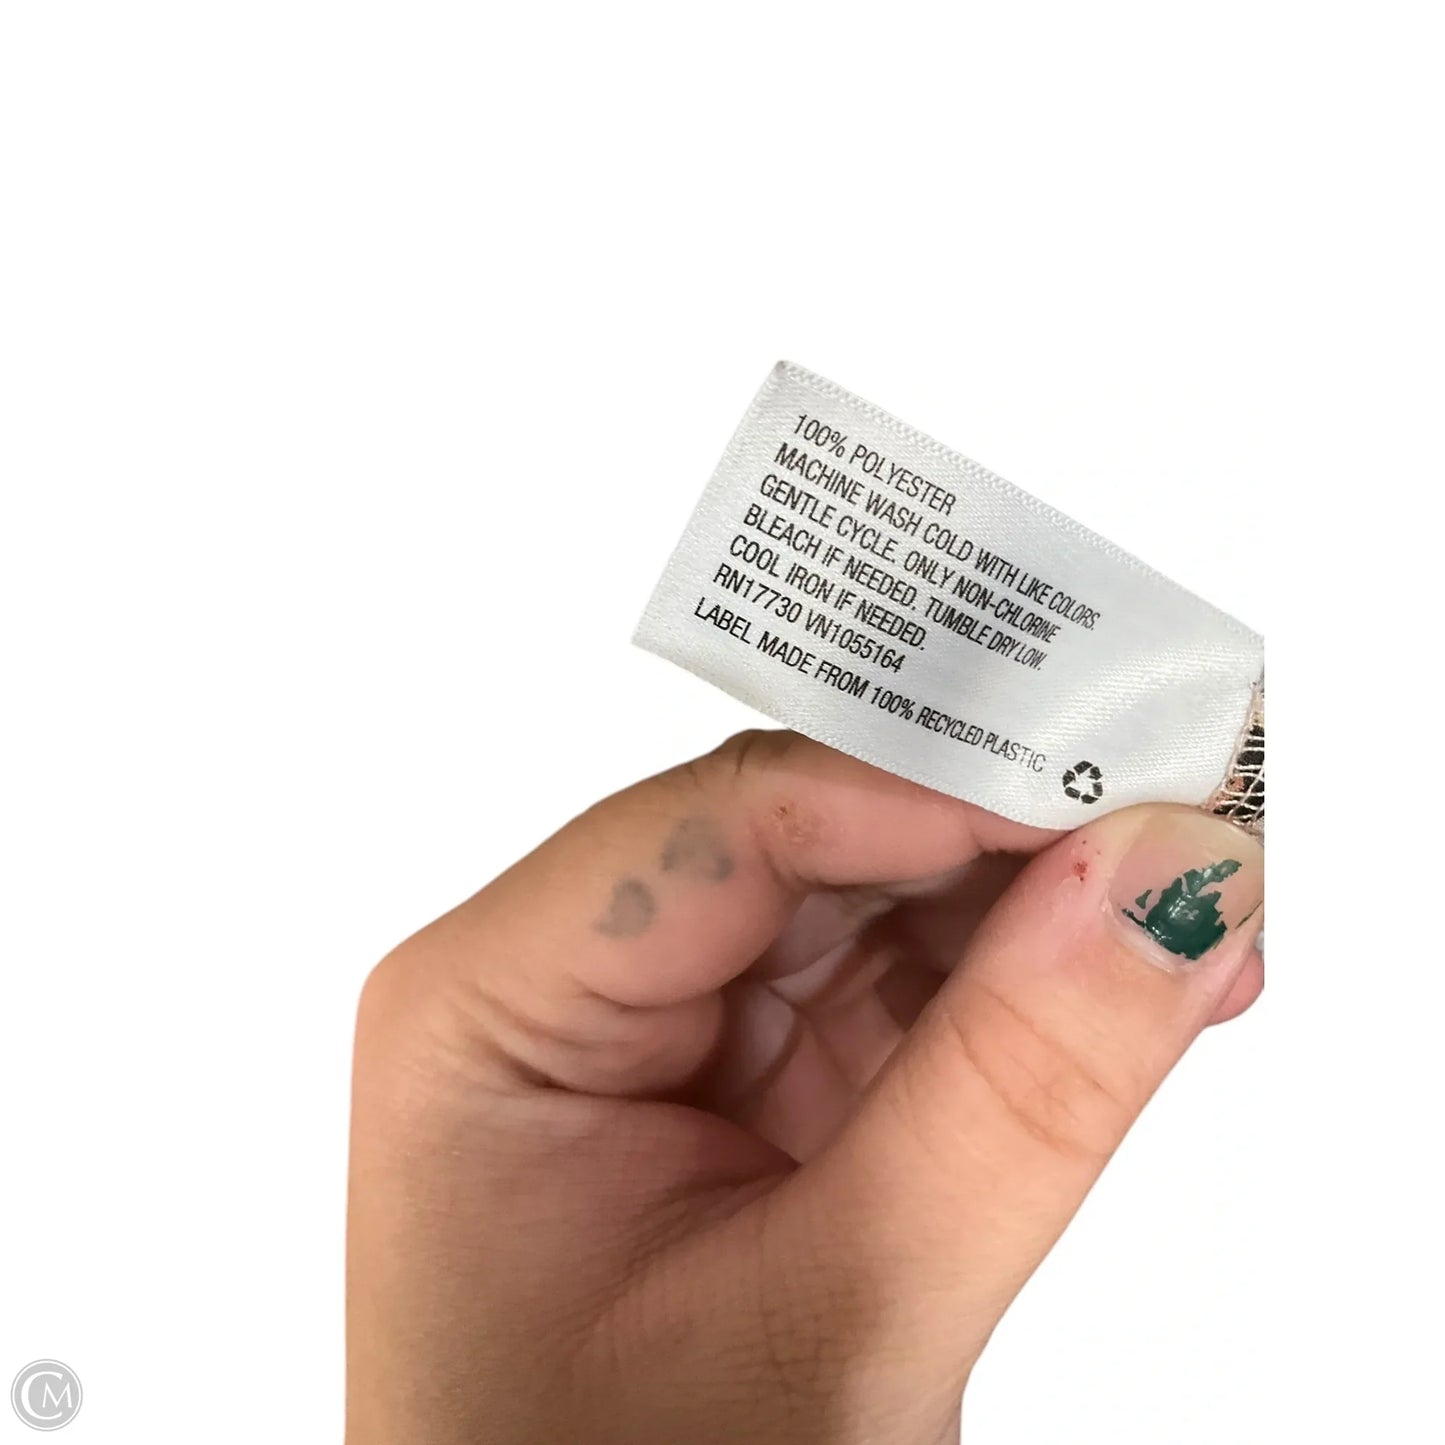 100% POLYESTER
MACHINE WASH COLD WITH LIKE COLORS.
GENTLE CYCLE. ONLY NON-CHLORINE
BLEACH IF NEEDED. TUMBLE DRY LOW.
COOL IRON IF NEEDED.
RN17730 VN1055164
LABEL MADE FROM 100% RECYCLED PLASTIC
CM